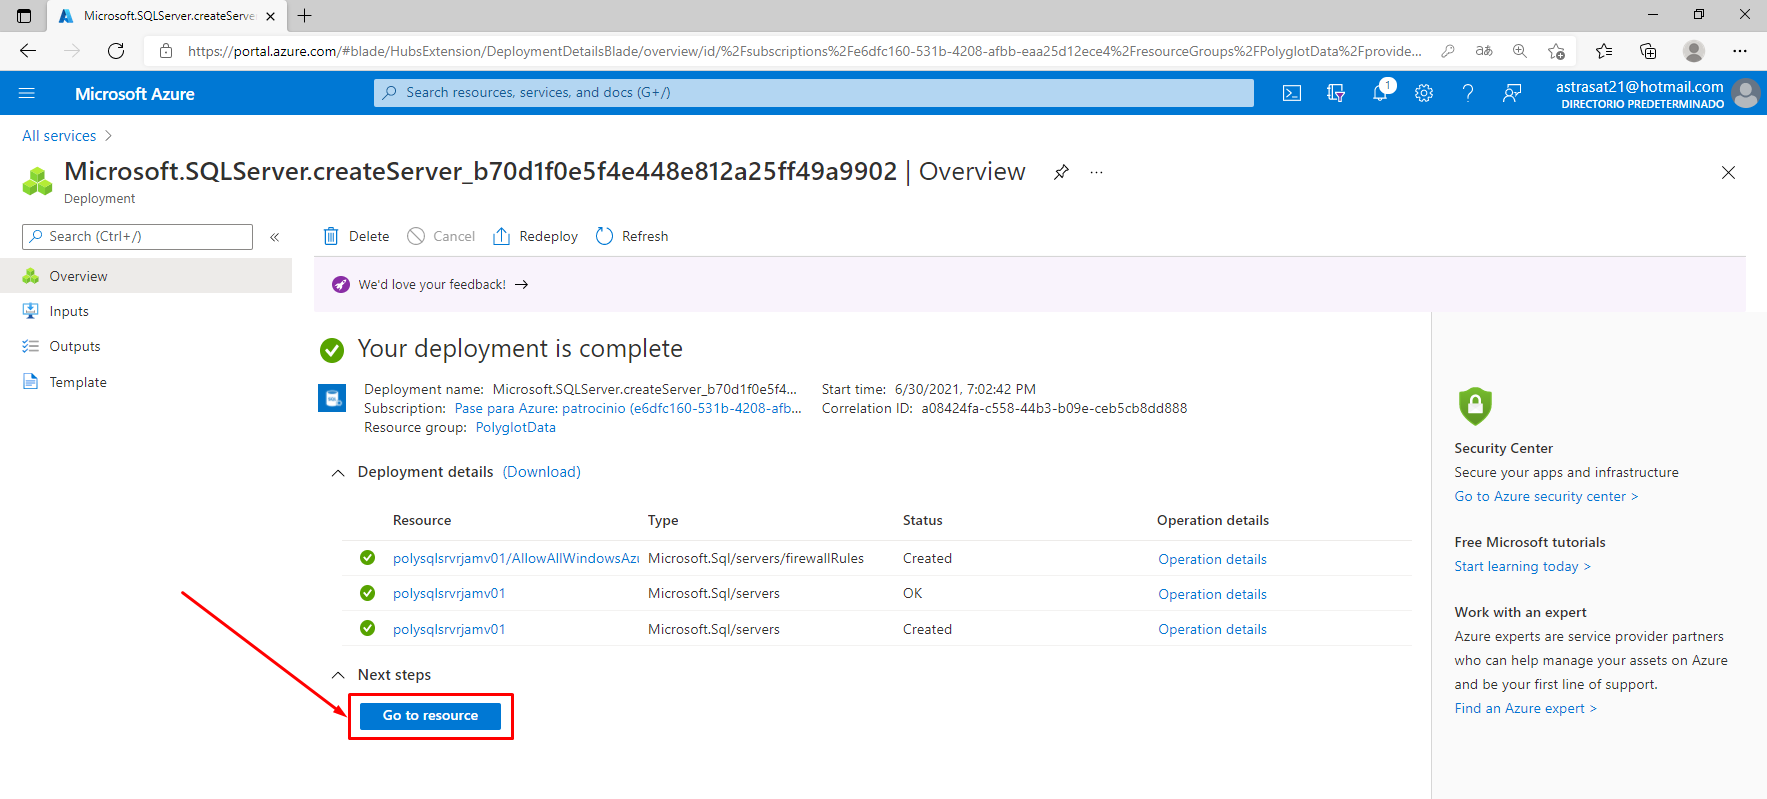 Microsoft.SQLServer.createServe
https://portal.azure.com/#blade/HubsExtension/DeploymentDetailsBlade/overview/id/%2Fsubscriptions%2Fe6dfc160-531b-4208-afbb-eaa25d12ece4%2FresourceGroups%2FPolyglotData%2Fprovide...
Microsoft Azure
Search resources, services, and docs (G+/)
1
astrasat21@hotmail.com
DIRECTORIO PREDETERMINADO
All services
Microsoft.SQLServer.createServer_b70d1f0e5f4e448e812a25ff49a9902 | Overview
Deployment
Search (Ctrl+/)
Delete
Cancel
Redeploy
Refresh
Overview
Inputs
Outputs
Template
We'd love your feedback!
Your deployment is complete
Deployment name: Microsoft.SQLServer.createServer_b70d1f0e5f4... Start time: 6/30/2021, 7:02:42 PM
Subscription: Pase para Azure: patrocinio (e6dfc160-531b-4208-afb... Correlation ID: a08424fa-c558-44b3-b09e-ceb5cb8dd888
Resource group: PolyglotData
Deployment details (Download)
Resource Type Status Operation details
polysqlsrvrjamv01/AllowAllWindowsAzu Microsoft.Sql/servers/firewallRules Created Operation details
polysqlsrvrjamv01 Microsoft.Sql/servers OK Operation details
polysqlsrvrjamv01 Microsoft.Sql/servers Created Operation details
Next steps
Go to resource
Security Center
Secure your apps and infrastructure
Go to Azure security center >
Free Microsoft tutorials
Start learning today >
Work with an expert
Azure experts are service provider partners
who can help manage your assets on Azure
and be your first line of support.
Find an Azure expert >